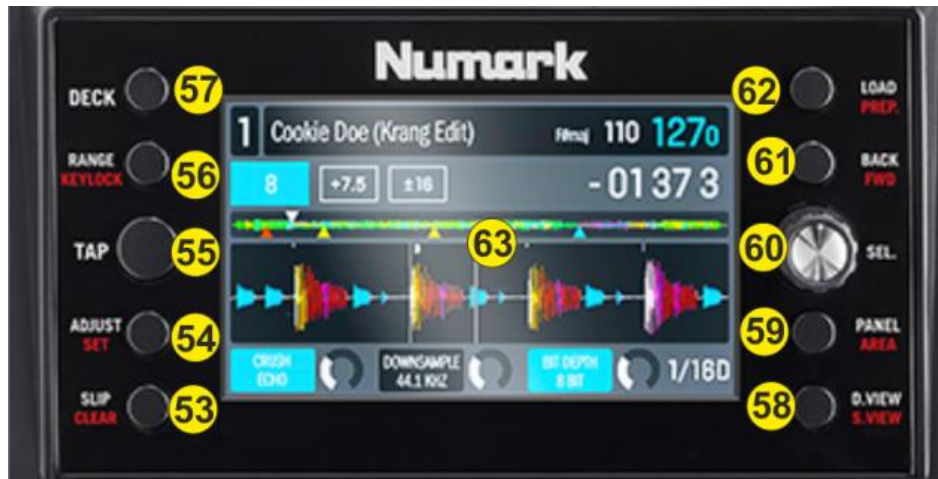 Numark
DECK 57
62 LOAD
PREP.
1 Cookie Doe (Krang Edit) F#maj 110 127.0
RANGE
KEYLOCK 56
61 BACK
FWD
8 +7.5 ±16 - 01 37 3
TAP 55
63
60 SEL.
ADJUST
SET 54
59 PANEL
AREA
CRUSH
ECHO
DOWNSAMPLE
44.1 KHZ
BIT DEPTH
8 BIT
1/16D
SLIP
CLEAR 53
58 D.VIEW
S.VIEW